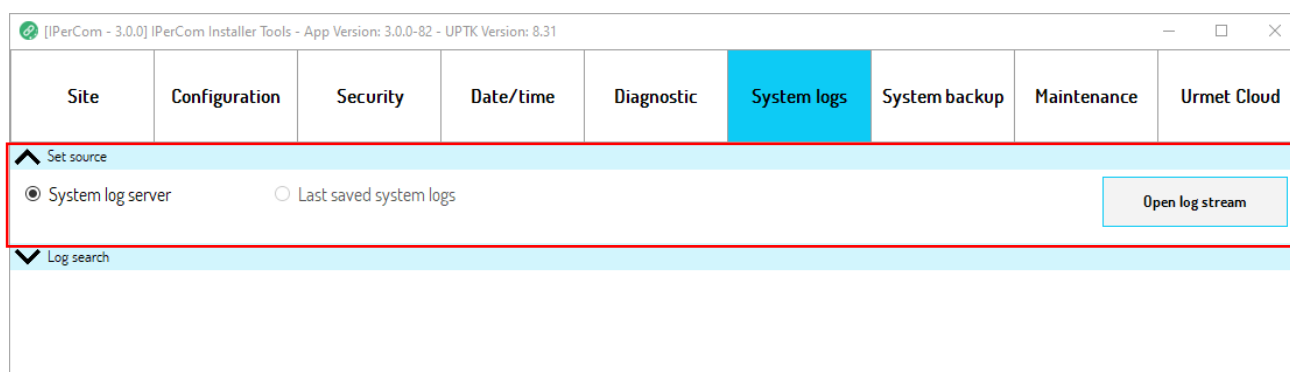 [IPerCom - 3.0.0] IPerCom Installer Tools - App Version: 3.0.0-82 - UPTK Version: 8.31
Site Configuration Security Date/time Diagnostic System logs System backup Maintenance Urmet Cloud
Set source
System log server Last saved system logs Open log stream
Log search